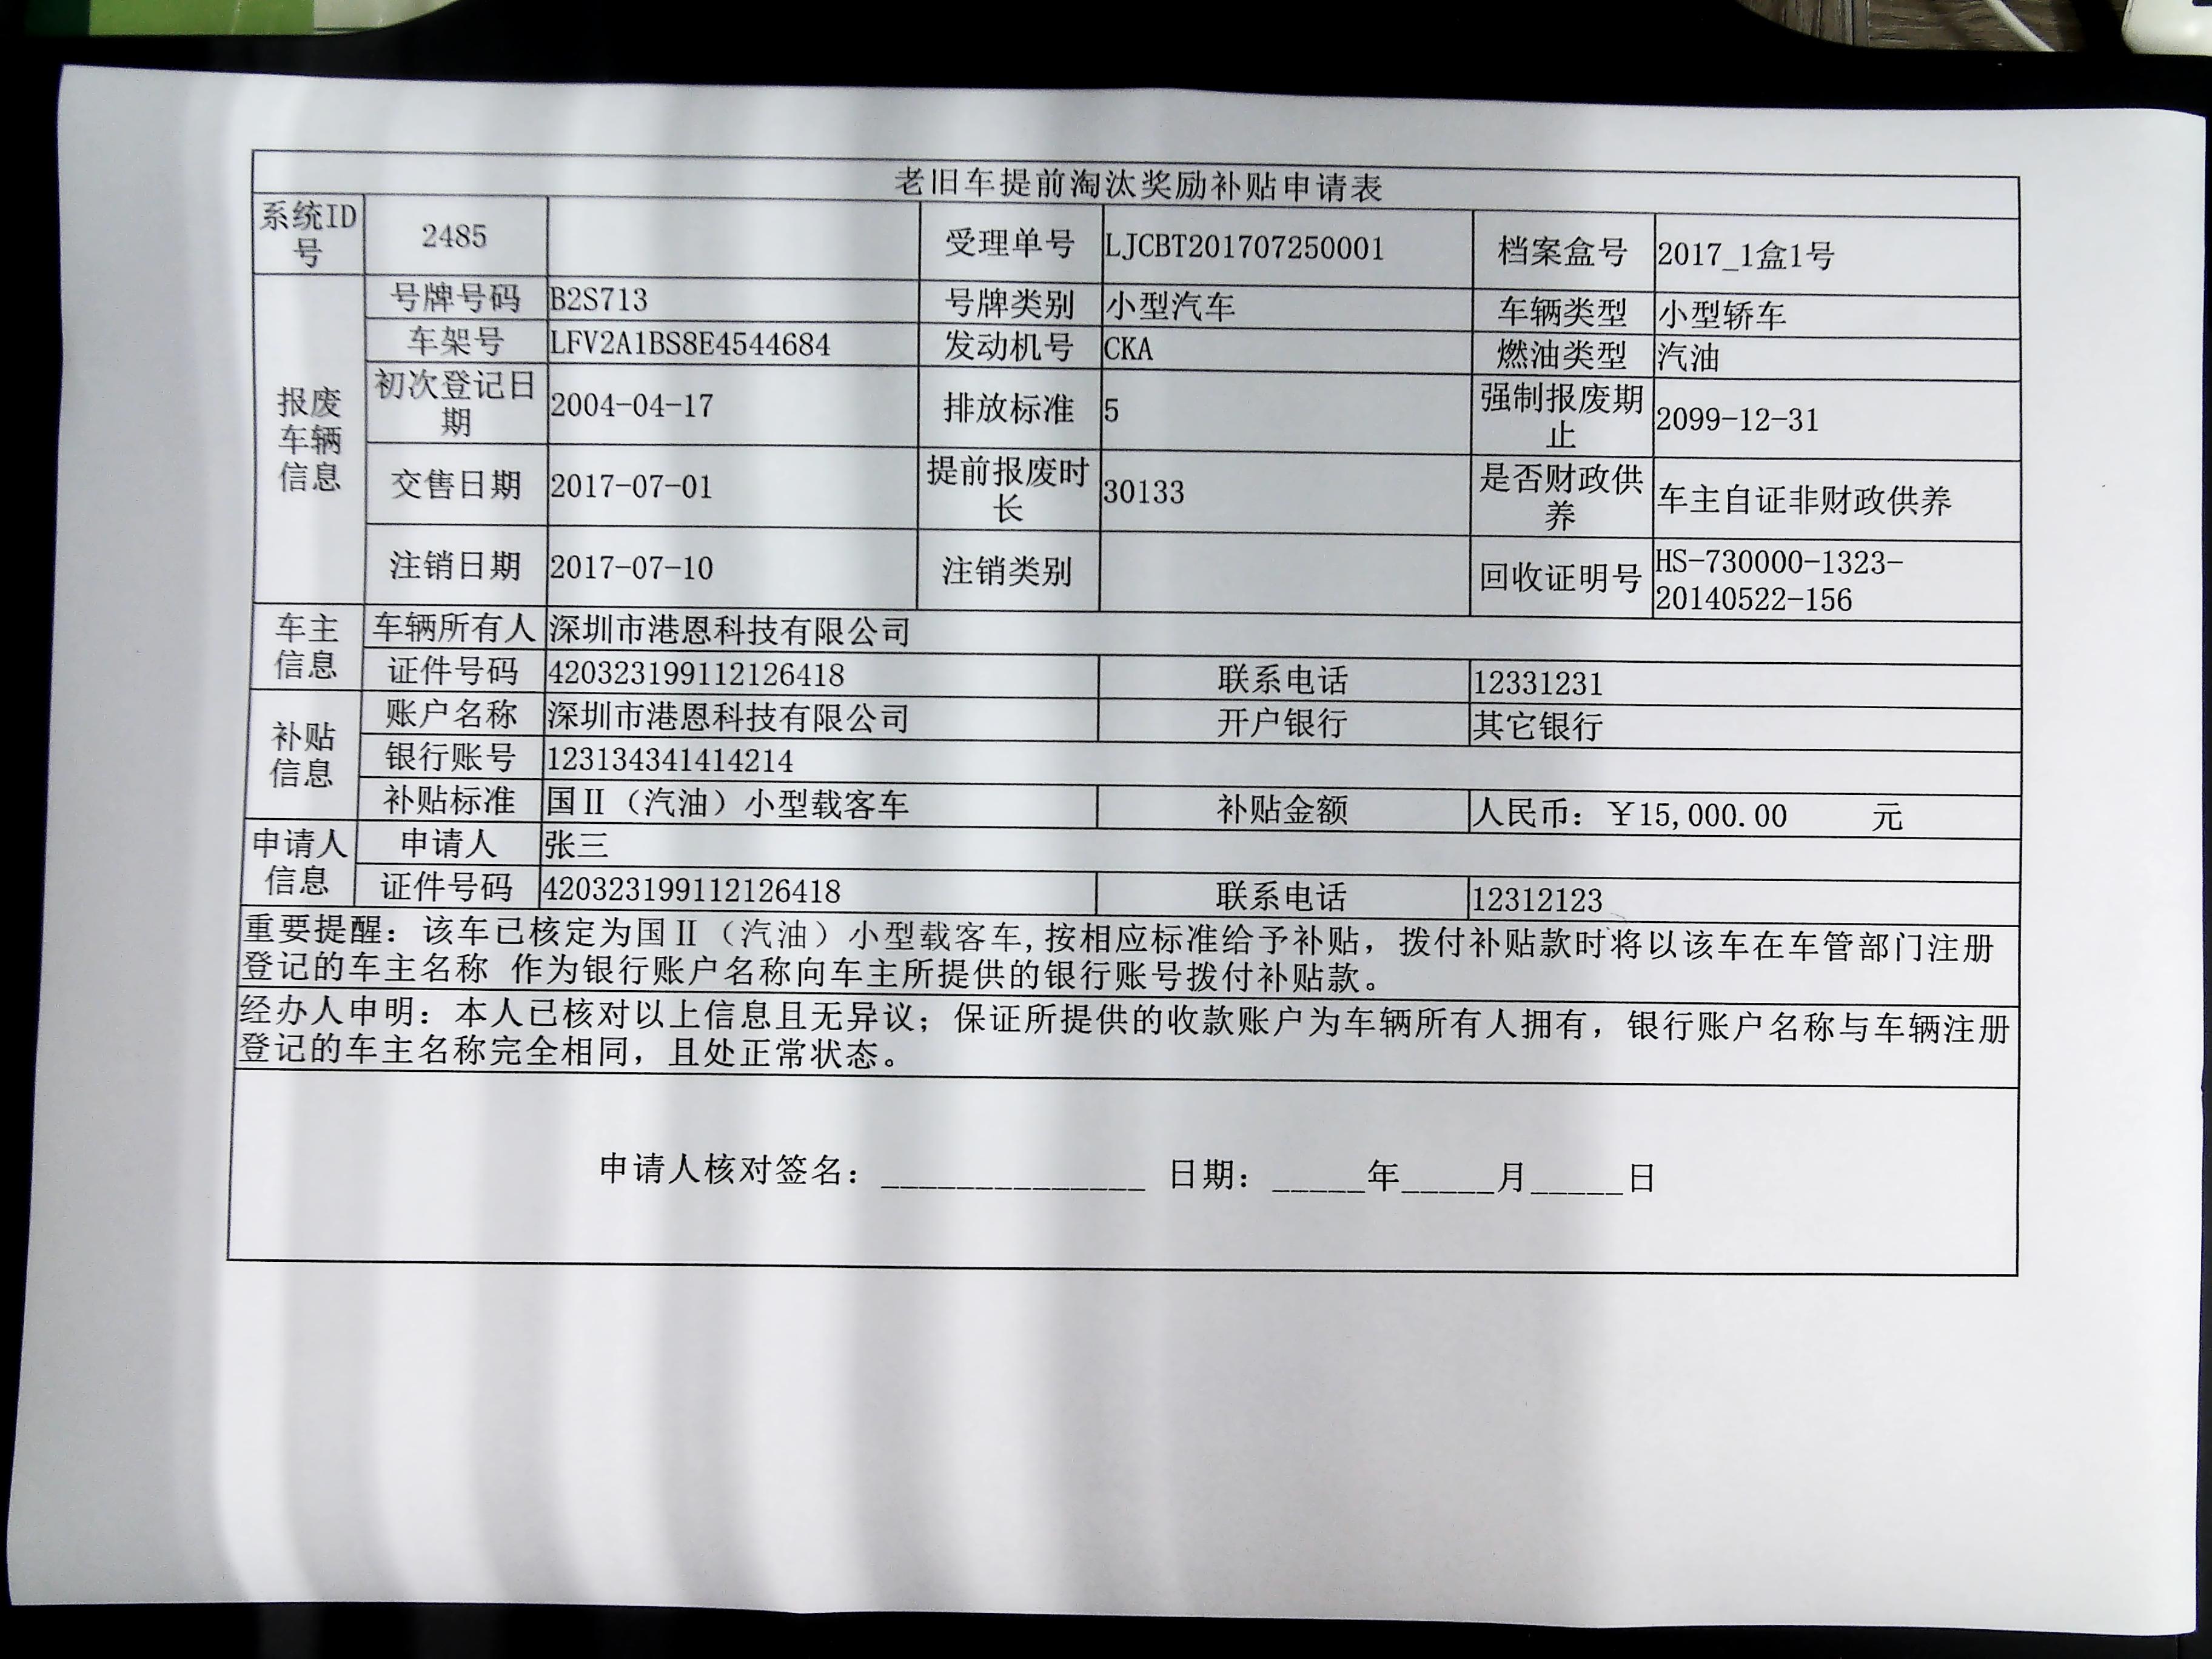 老旧车提前淘汰奖励补贴申请表
系统ID号 2485 受理单号 LJCBT201707250001 档案盒号 2017_1盒1号
报废车辆信息
号牌号码 B2S713 号牌类别 小型汽车 车辆类型 小型轿车
车架号 LFV2A1BS8E4544684 发动机号 CKA 燃油类型 汽油
初次登记日期 2004-04-17 排放标准 5 强制报废期止 2099-12-31
交售日期 2017-07-01 提前报废时长 30133 是否财政供养 车主自证非财政供养
注销日期 2017-07-10 注销类别 回收证明号 HS-730000-1323-20140522-156
车主信息
车辆所有人 深圳市港恩科技有限公司
证件号码 420323199112126418 联系电话 12331231
补贴信息
账户名称 深圳市港恩科技有限公司 开户银行 其它银行
银行账号 123134341414214
补贴标准 国Ⅱ（汽油）小型载客车 补贴金额 人民币：￥15,000.00 元
申请人信息
申请人 张三
证件号码 420323199112126418 联系电话 12312123
重要提醒：该车已核定为国Ⅱ（汽油）小型载客车,按相应标准给予补贴，拨付补贴款时将以该车在车管部门注册
登记的车主名称 作为银行账户名称向车主所提供的银行账号拨付补贴款。
经办人申明：本人已核对以上信息且无异议；保证所提供的收款账户为车辆所有人拥有，银行账户名称与车辆注册
登记的车主名称完全相同，且处正常状态。
申请人核对签名：______________ 日期：_____年_____月_____日